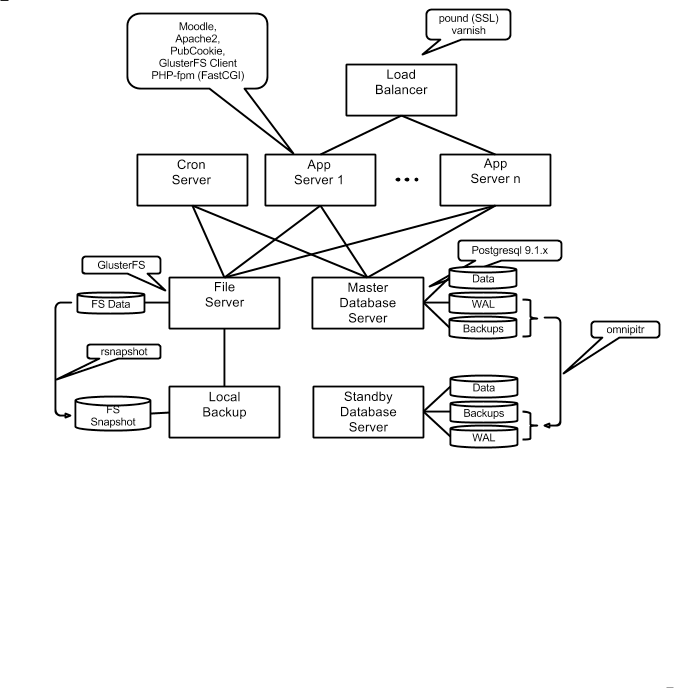 Moodle,
Apache2,
PubCookie,
GlusterFS Client
PHP-fpm (FastCGI)
pound (SSL)
varnish
Load
Balancer
Cron
Server
App
Server 1
App
Server n
GlusterFS
Postgresql 9.1.x
File
Server
FS Data
Master
Database
Server
Data
WAL
Backups
omnipitr
rsnapshot
FS
Snapshot
Local
Backup
Standby
Database
Server
Data
Backups
WAL